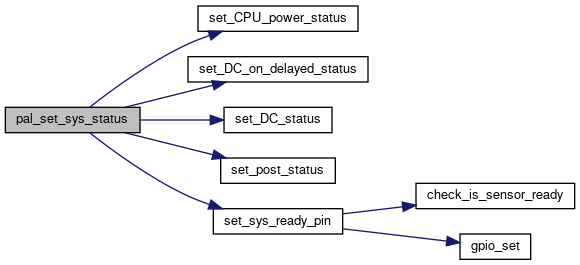 set_CPU_power_status
set_DC_on_delayed_status
pal_set_sys_status
set_DC_status
set_post_status
set_sys_ready_pin
check_is_sensor_ready
gpio_set